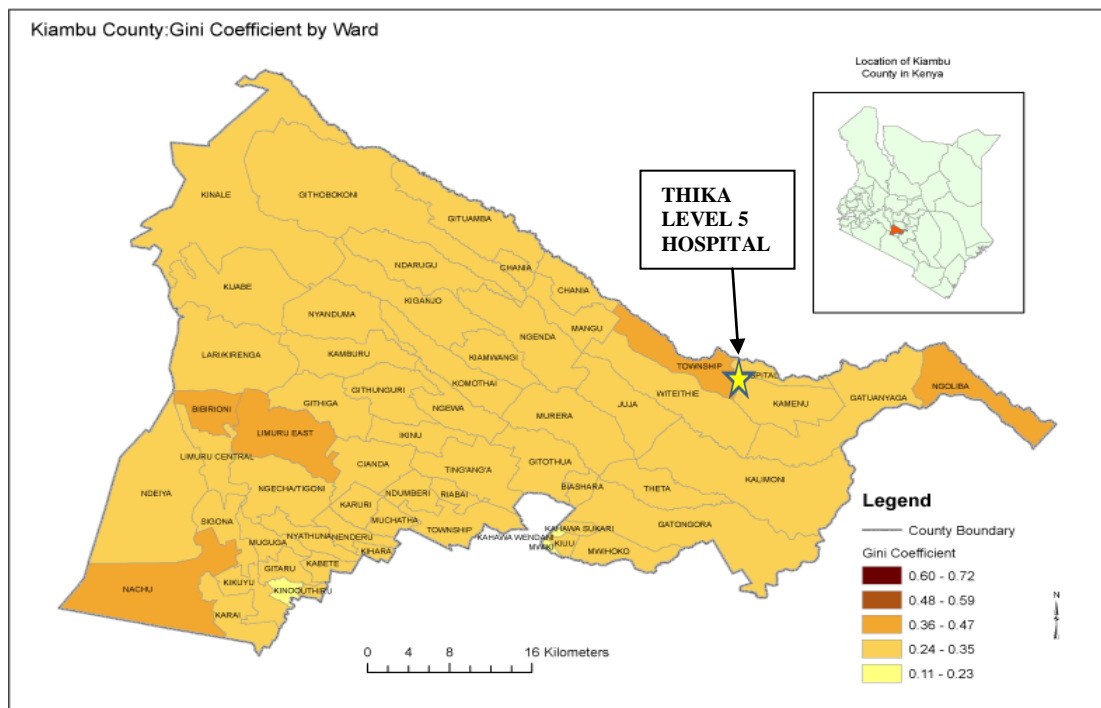 Kiambu County:Gini Coefficient by Ward
Location of Kiambu
County in Kenya
THIKA
LEVEL 5
HOSPITAL
KINALE
GITHOBOKONI
GITUAMBA
NDARUGU
CHANIA
CHANIA
KIJABE
KIGANJO
NYANDUMA
NGENDA
MANGU
LARI/KIRENGA
KAMBURU
KIAMWANGI
TOWNSHIP
NGOLIBA
GITHUNGURI
KOMOTHAI
WITEITHIE
KAMENU
GATUANYAGA
BIBIRIONI
GITHIGA
NGEWA
MURERA
JUJA
LIMURU EAST
IKINU
LIMURU CENTRAL
CIANDA
TING'ANG'A
GITOTHUA
KALIMONI
NDEIYA
NGECHA/TIGONI
NDUMBERI
RIABAI
BIASHARA
THETA
KARURI
SIGONA
MUCHATHA
TOWNSHIP
KAHAWA SUKARI
GATONGORA
MUGUGA
NYATHUNA
NENDERU
KAHAWA WENDANI
KIUU
KIHARA
MWIHOKO
GITARU
KABETE
NACHU
KIKUYU
KARAI
0 4 8 16 Kilometers
N
Legend
County Boundary
Gini Coefficient
0.60 - 0.72
0.48 - 0.59
0.36 - 0.47
0.24 - 0.35
0.11 - 0.23